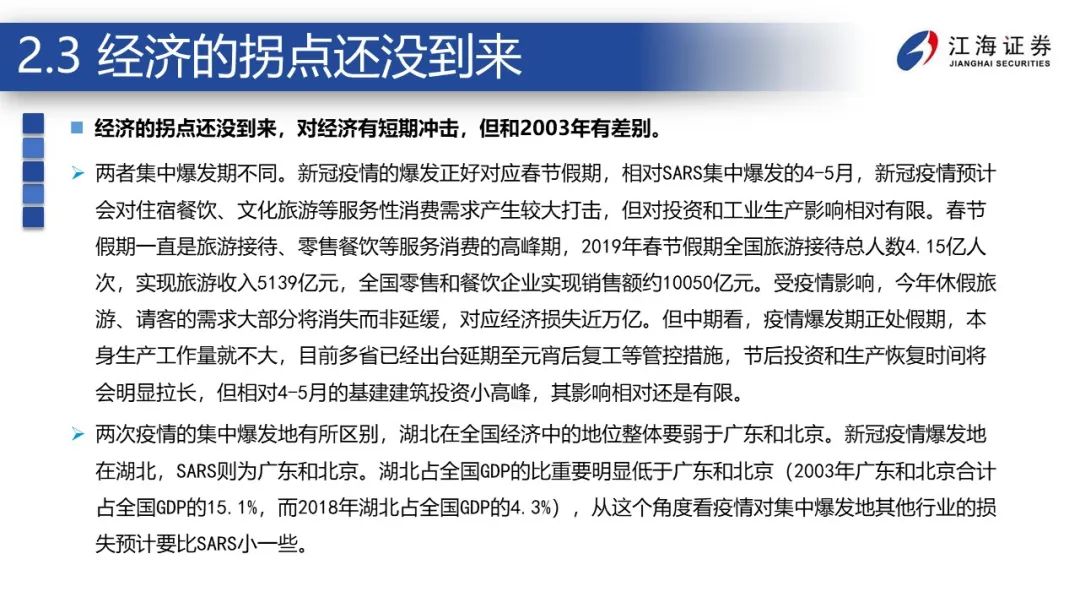 2.3 经济的拐点还没到来
江海证券
JIANGHAI SECURITIES
经济的拐点还没到来，对经济有短期冲击，但和2003年有差别。
两者集中爆发期不同。新冠疫情的爆发正好对应春节假期，相对SARS集中爆发的4-5月，新冠疫情预计
会对住宿餐饮、文化旅游等服务性消费需求产生较大打击，但对投资和工业生产影响相对有限。春节
假期一直是旅游接待、零售餐饮等服务消费的高峰期，2019年春节假期全国旅游接待总人数4.15亿人
次，实现旅游收入5139亿元，全国零售和餐饮企业实现销售额约10050亿元。受疫情影响，今年休假旅
游、请客的需求大部分将消失而非延缓，对应经济损失近万亿。但中期看，疫情爆发期正处假期，本
身生产工作量就不大，目前多省已经出台延期至元宵后复工等管控措施，节后投资和生产恢复时间将
会明显拉长，但相对4-5月的基建建筑投资小高峰，其影响相对还是有限。
两次疫情的集中爆发地有所区别，湖北在全国经济中的地位整体要弱于广东和北京。新冠疫情爆发地
在湖北，SARS则为广东和北京。湖北占全国GDP的比重要明显低于广东和北京（2003年广东和北京合计
占全国GDP的15.1%，而2018年湖北占全国GDP的4.3%），从这个角度看疫情对集中爆发地其他行业的损
失预计要比SARS小一些。